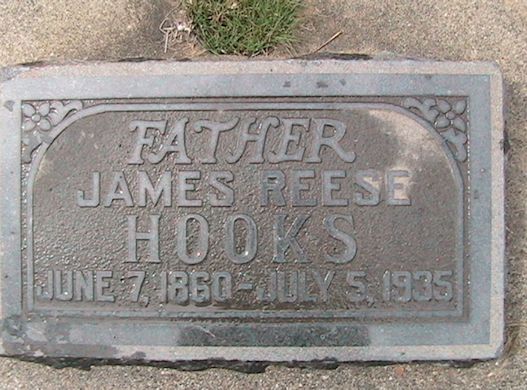 FATHER
JAMES REESE
HOOKS
JUNE 7, 1860 - JULY 5, 1935